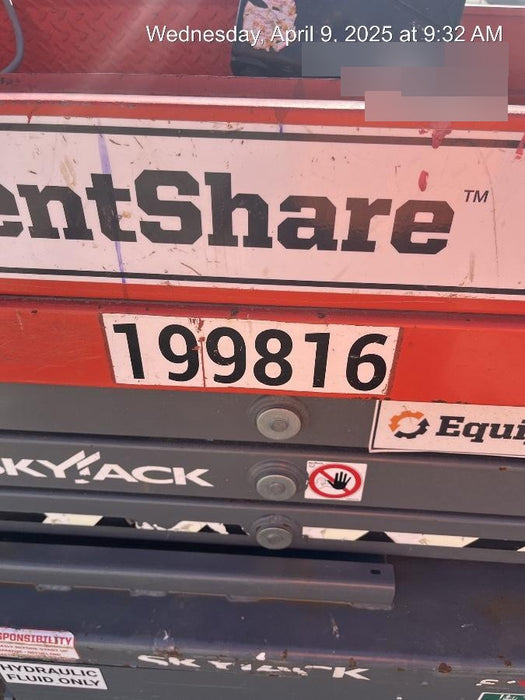 Wednesday, April 9, 2025 at 9:32 AM
entShare™
199816
Equi
SKYJACK
SPONSIBILITY
HYDRAULIC
FLUID ONLY
SKYJACK